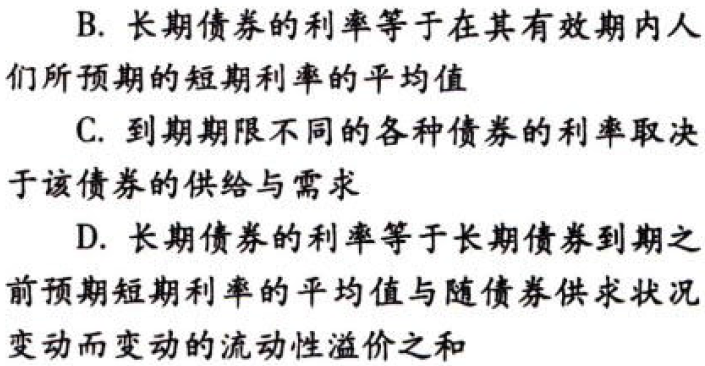 B. 长期债券的利率等于在其有效期内人
们所预期的短期利率的平均值
C. 到期期限不同的各种债券的利率取决
于该债券的供给与需求
D. 长期债券的利率等于长期债券到期之
前预期短期利率的平均值与随债券供求状况
变动而变动的流动性溢价之和